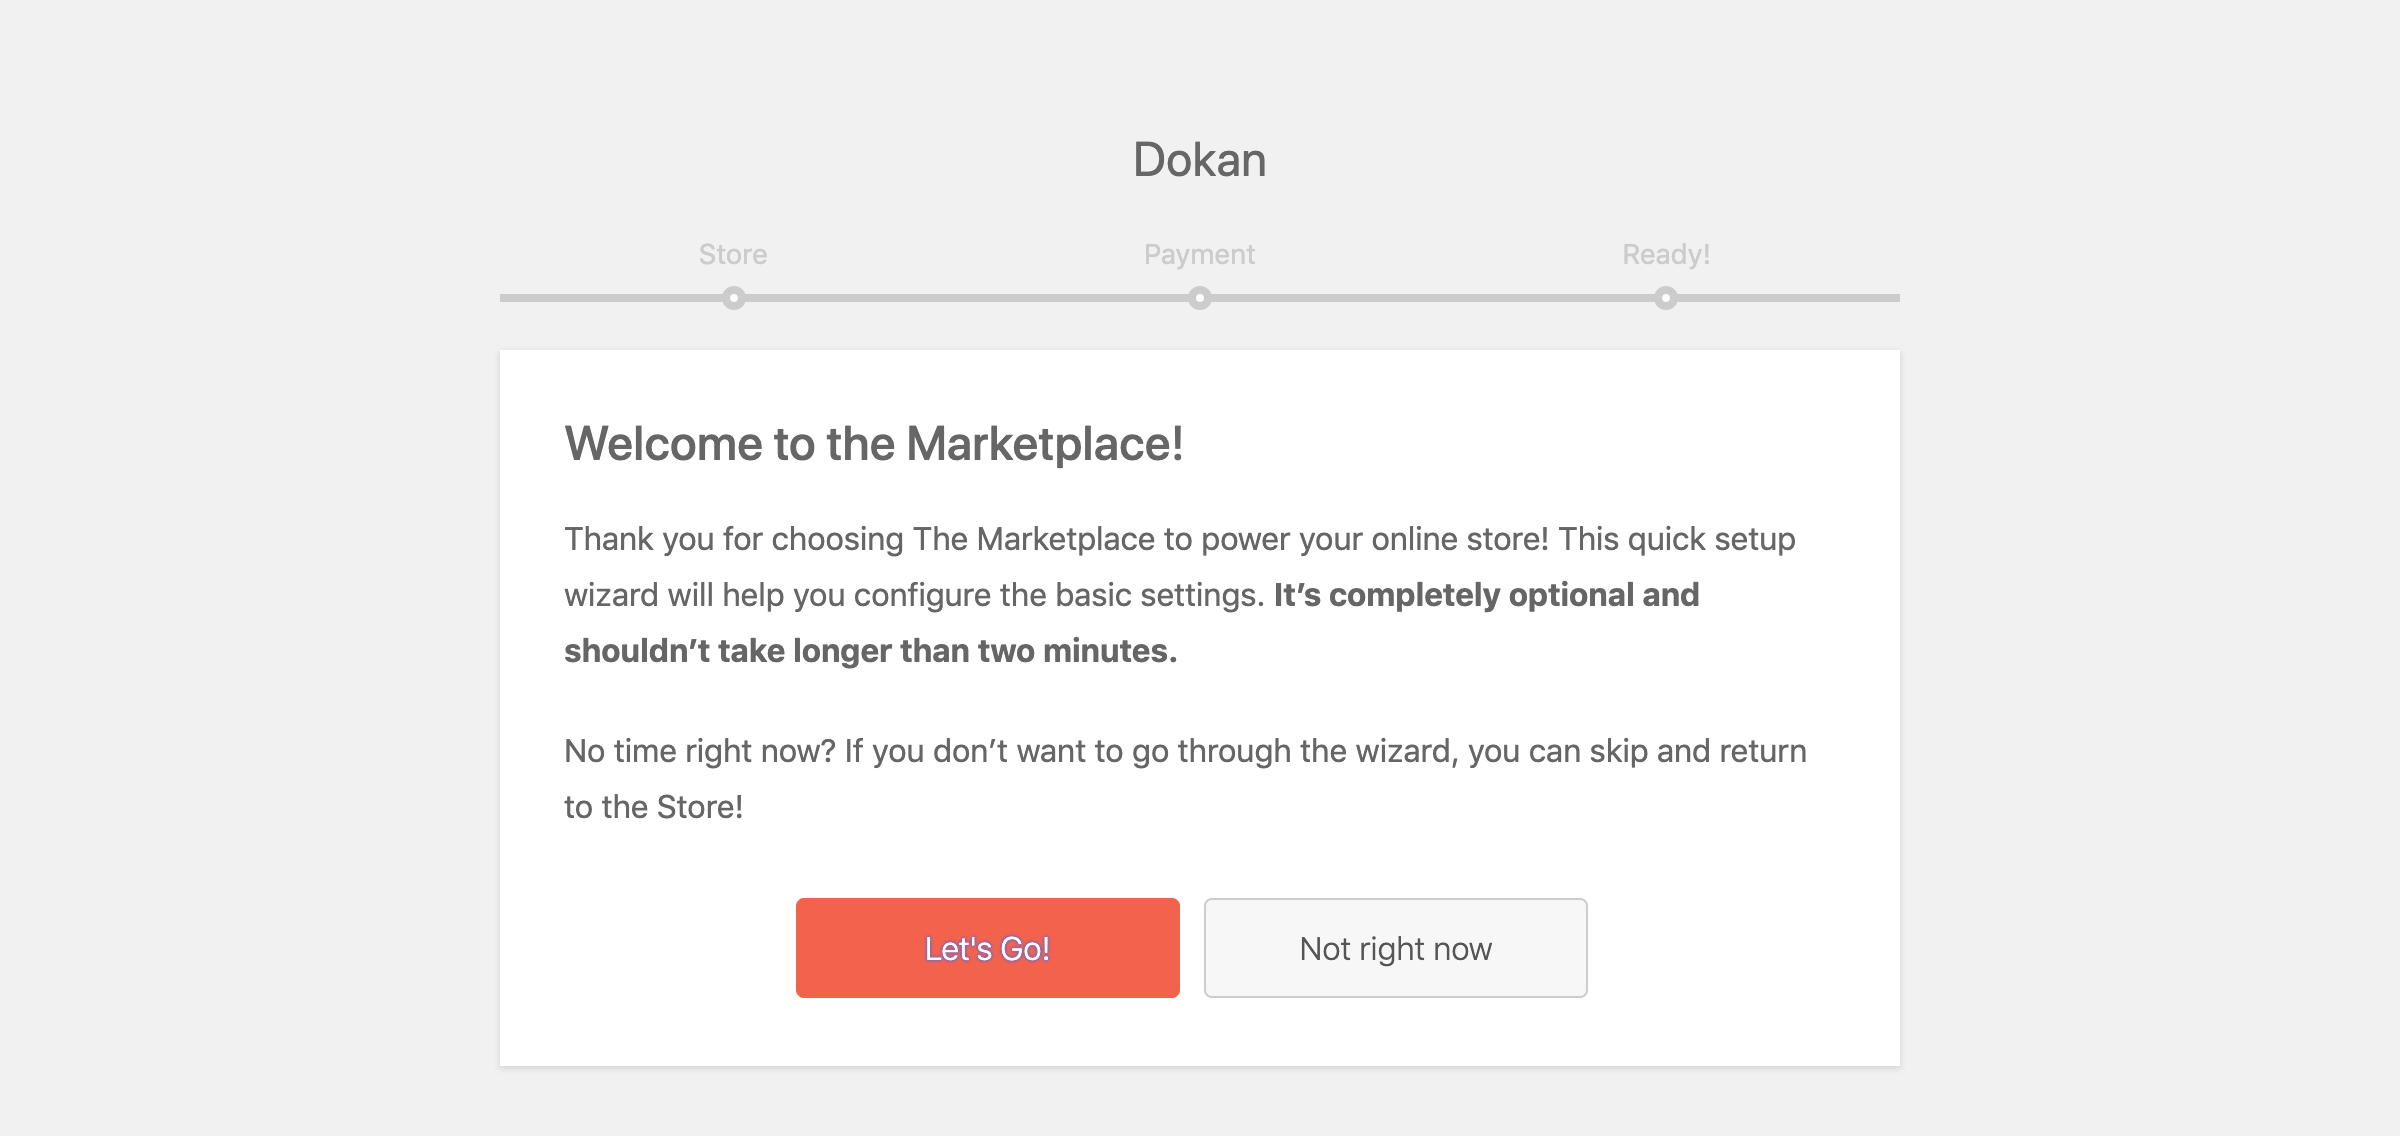 Dokan
Store
Payment
Ready!
Welcome to the Marketplace!
Thank you for choosing The Marketplace to power your online store! This quick setup
wizard will help you configure the basic settings. It’s completely optional and
shouldn’t take longer than two minutes.
No time right now? If you don’t want to go through the wizard, you can skip and return
to the Store!
Let's Go!
Not right now